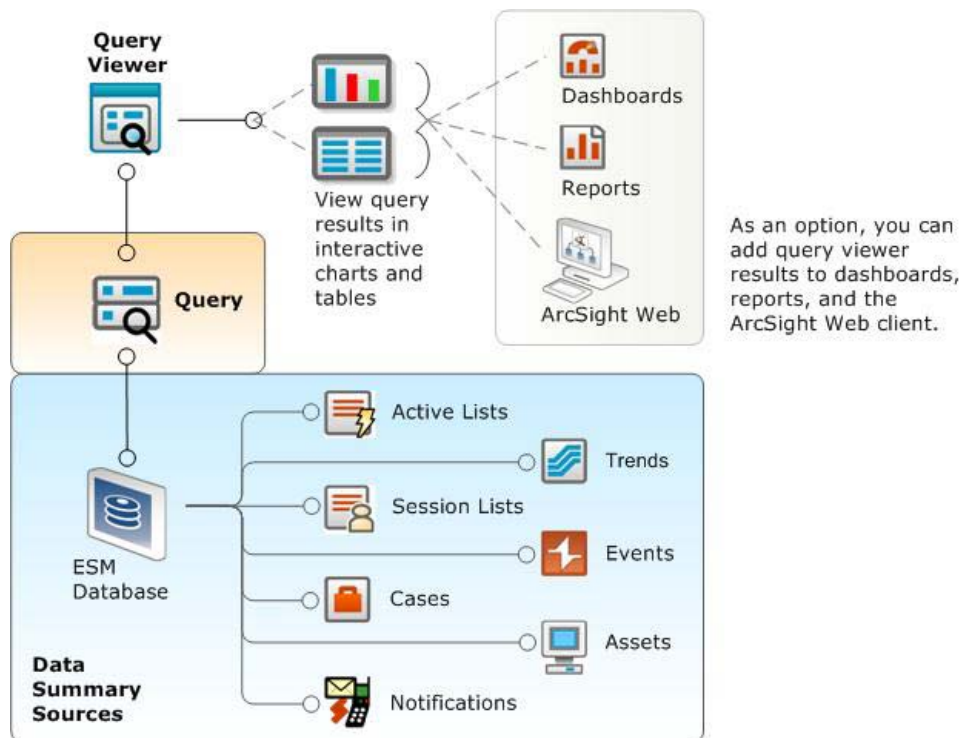 Query
Viewer
View query
results in
interactive
charts and
tables
Dashboards
Reports
ArcSight Web
As an option, you can
add query viewer
results to dashboards,
reports, and the
ArcSight Web client.
Query
ESM
Database
Active Lists
Trends
Session Lists
Events
Cases
Assets
Notifications
Data
Summary
Sources